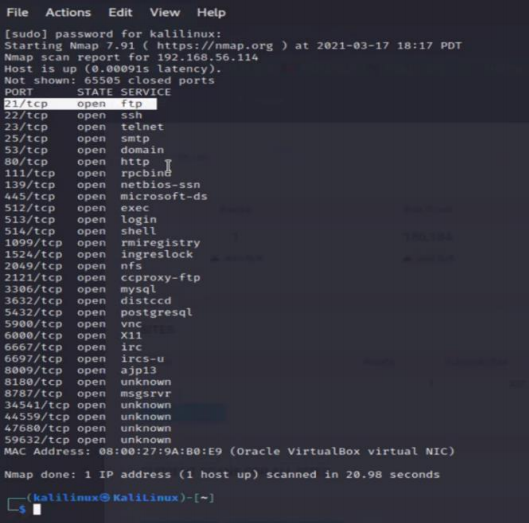 File Actions Edit View Help
[sudo] password for kalilinux:
Starting Nmap 7.91 ( https://nmap.org ) at 2021-03-17 18:17 PDT
Nmap scan report for 192.168.56.114
Host is up (0.00091s latency).
Not shown: 65505 closed ports
PORT STATE SERVICE
21/tcp open ftp
22/tcp open ssh
23/tcp open telnet
25/tcp open smtp
53/tcp open domain
80/tcp open http
111/tcp open rpcbind
139/tcp open netbios-ssn
445/tcp open microsoft-ds
512/tcp open exec
513/tcp open login
514/tcp open shell
1099/tcp open rmiregistry
1524/tcp open ingreslock
2049/tcp open nfs
2121/tcp open ccproxy-ftp
3306/tcp open mysql
3632/tcp open distccd
5432/tcp open postgresql
5900/tcp open vnc
6000/tcp open X11
6667/tcp open irc
6697/tcp open ircs-u
8009/tcp open ajp13
8180/tcp open unknown
8787/tcp open msgsrvr
34541/tcp open unknown
44559/tcp open unknown
47680/tcp open unknown
59632/tcp open unknown
MAC Address: 08:00:27:9A:B0:E9 (Oracle VirtualBox virtual NIC)
Nmap done: 1 IP address (1 host up) scanned in 20.98 seconds
┌──(kalilinux㉿KaliLinux)-[~]
└─$